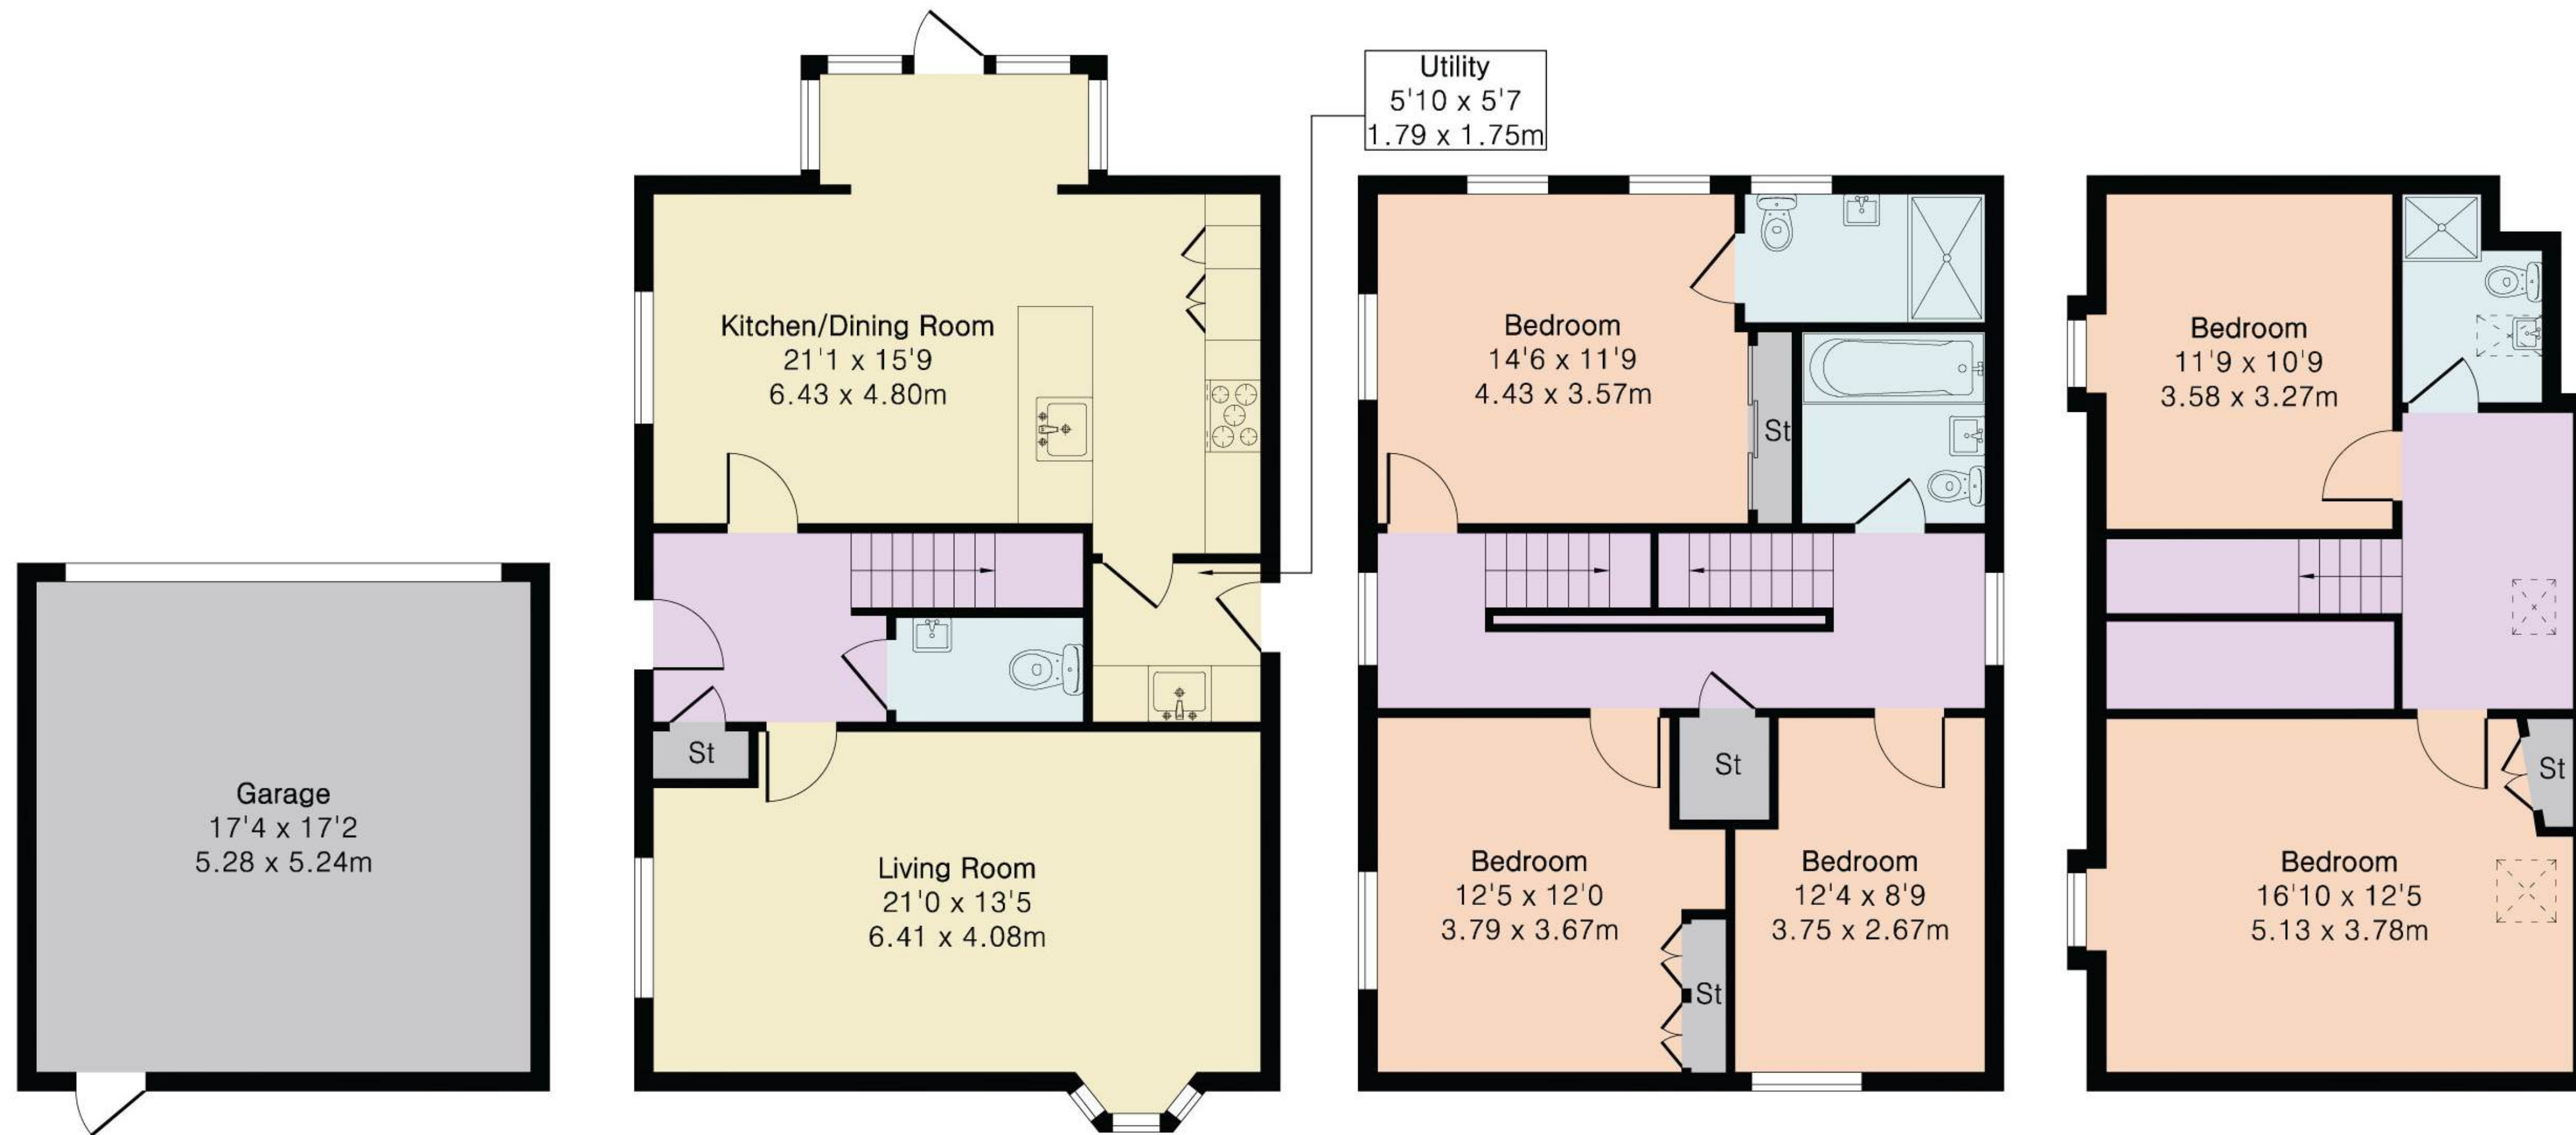 Utility
5'10 x 5'7
1.79 x 1.75m
Kitchen/Dining Room
21'1 x 15'9
6.43 x 4.80m
St
Living Room
21'0 x 13'5
6.41 x 4.08m
Garage
17'4 x 17'2
5.28 x 5.24m
Bedroom
14'6 x 11'9
4.43 x 3.57m
St
St
Bedroom
12'5 x 12'0
3.79 x 3.67m
St
Bedroom
12'4 x 8'9
3.75 x 2.67m
Bedroom
11'9 x 10'9
3.58 x 3.27m
St
Bedroom
16'10 x 12'5
5.13 x 3.78m